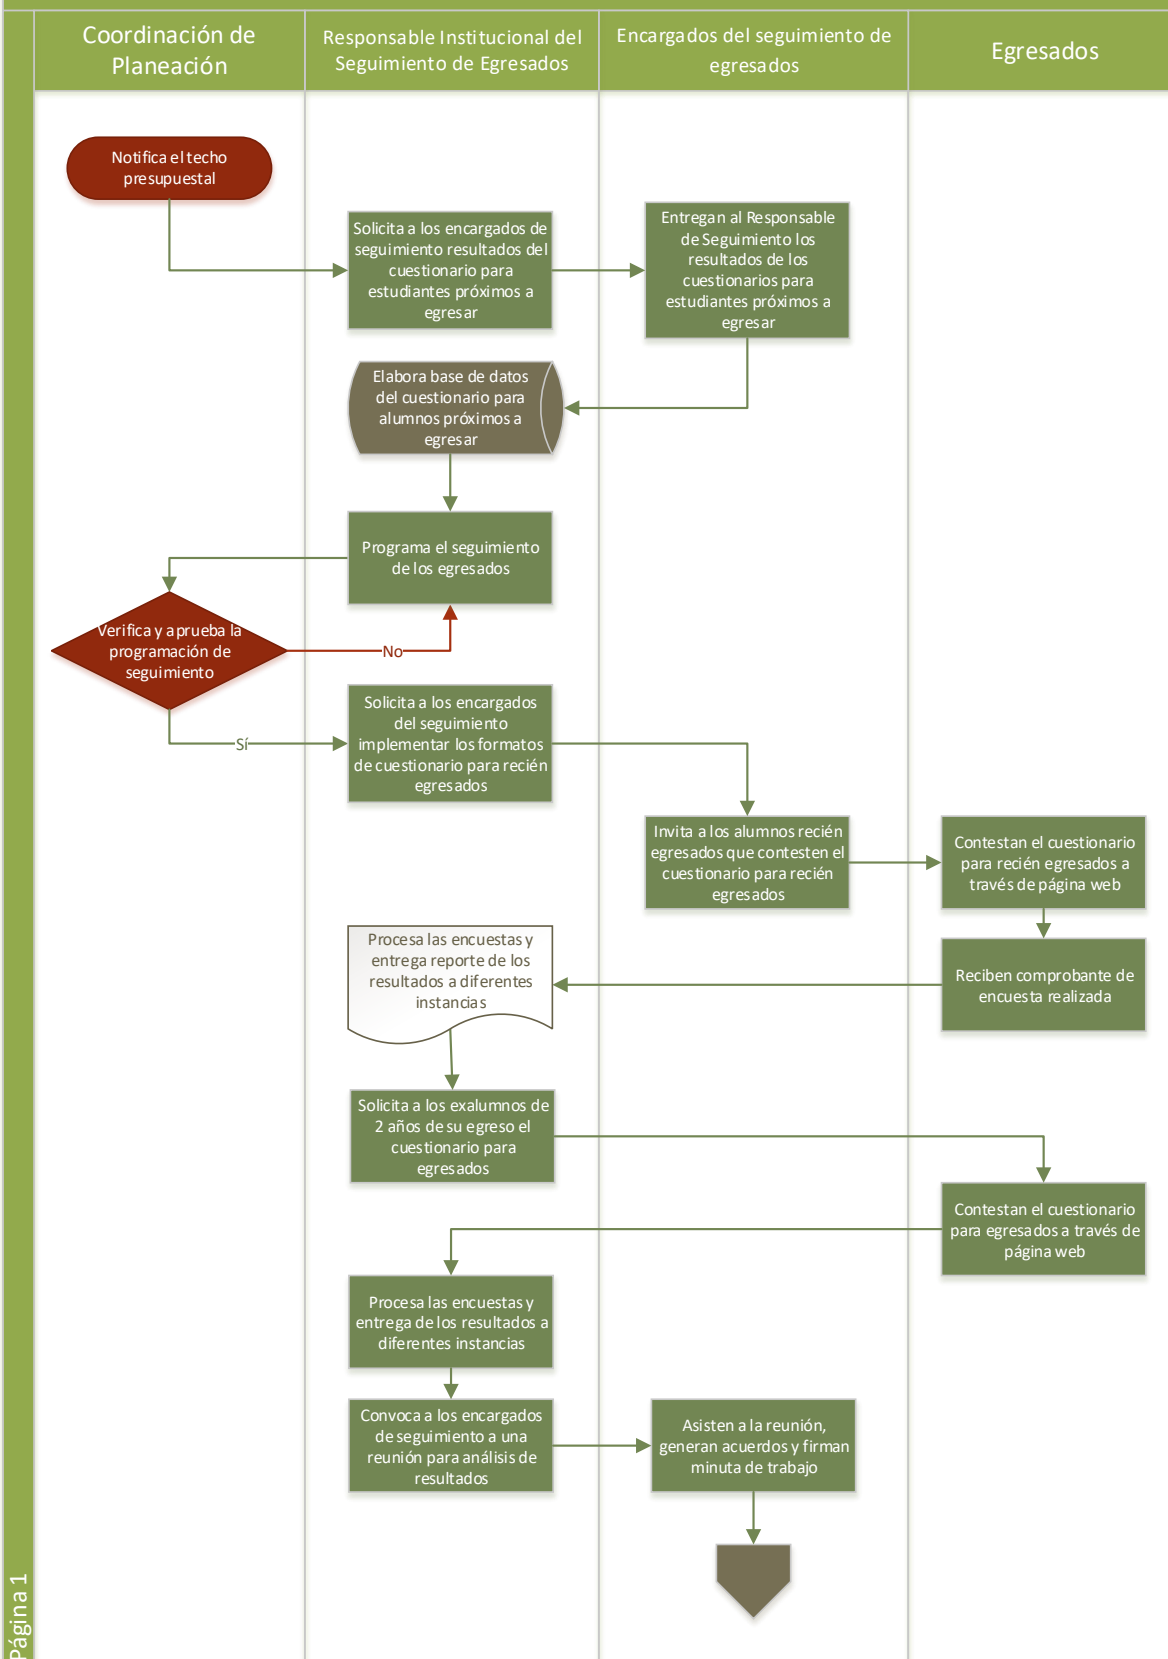 Coordinación de
Planeación
Responsable Institucional del
Seguimiento de Egresados
Encargados del seguimiento de
egresados
Egresados
Notifica el techo
presupuestal
Solicita a los encargados de
seguimiento resultados del
cuestionario para
estudiantes próximos a
egresar
Entregan al Responsable
de Seguimiento los
resultados de los
cuestionarios para
estudiantes próximos a
egresar
Elabora base de datos
del cuestionario para
alumnos próximos a
egresar
Programa el seguimiento
de los egresados
Verifica y aprueba la
programación de
seguimiento
No
Sí
Solicita a los encargados
del seguimiento
implementar los formatos
de cuestionario para recién
egresados
Invita a los alumnos recién
egresados que contesten el
cuestionario para recién
egresados
Contestan el cuestionario
para recién egresados a
través de página web
Reciben comprobante de
encuesta realizada
Procesa las encuestas y
entrega reporte de los
resultados a diferentes
instancias
Solicita a los exalumnos de
2 años de su egreso el
cuestionario para
egresados
Contestan el cuestionario
para egresados a través de
página web
Procesa las encuestas y
entrega de los resultados a
diferentes instancias
Convoca a los encargados
de seguimiento a una
reunión para análisis de
resultados
Asisten a la reunión,
generan acuerdos y firman
minuta de trabajo
Página 1